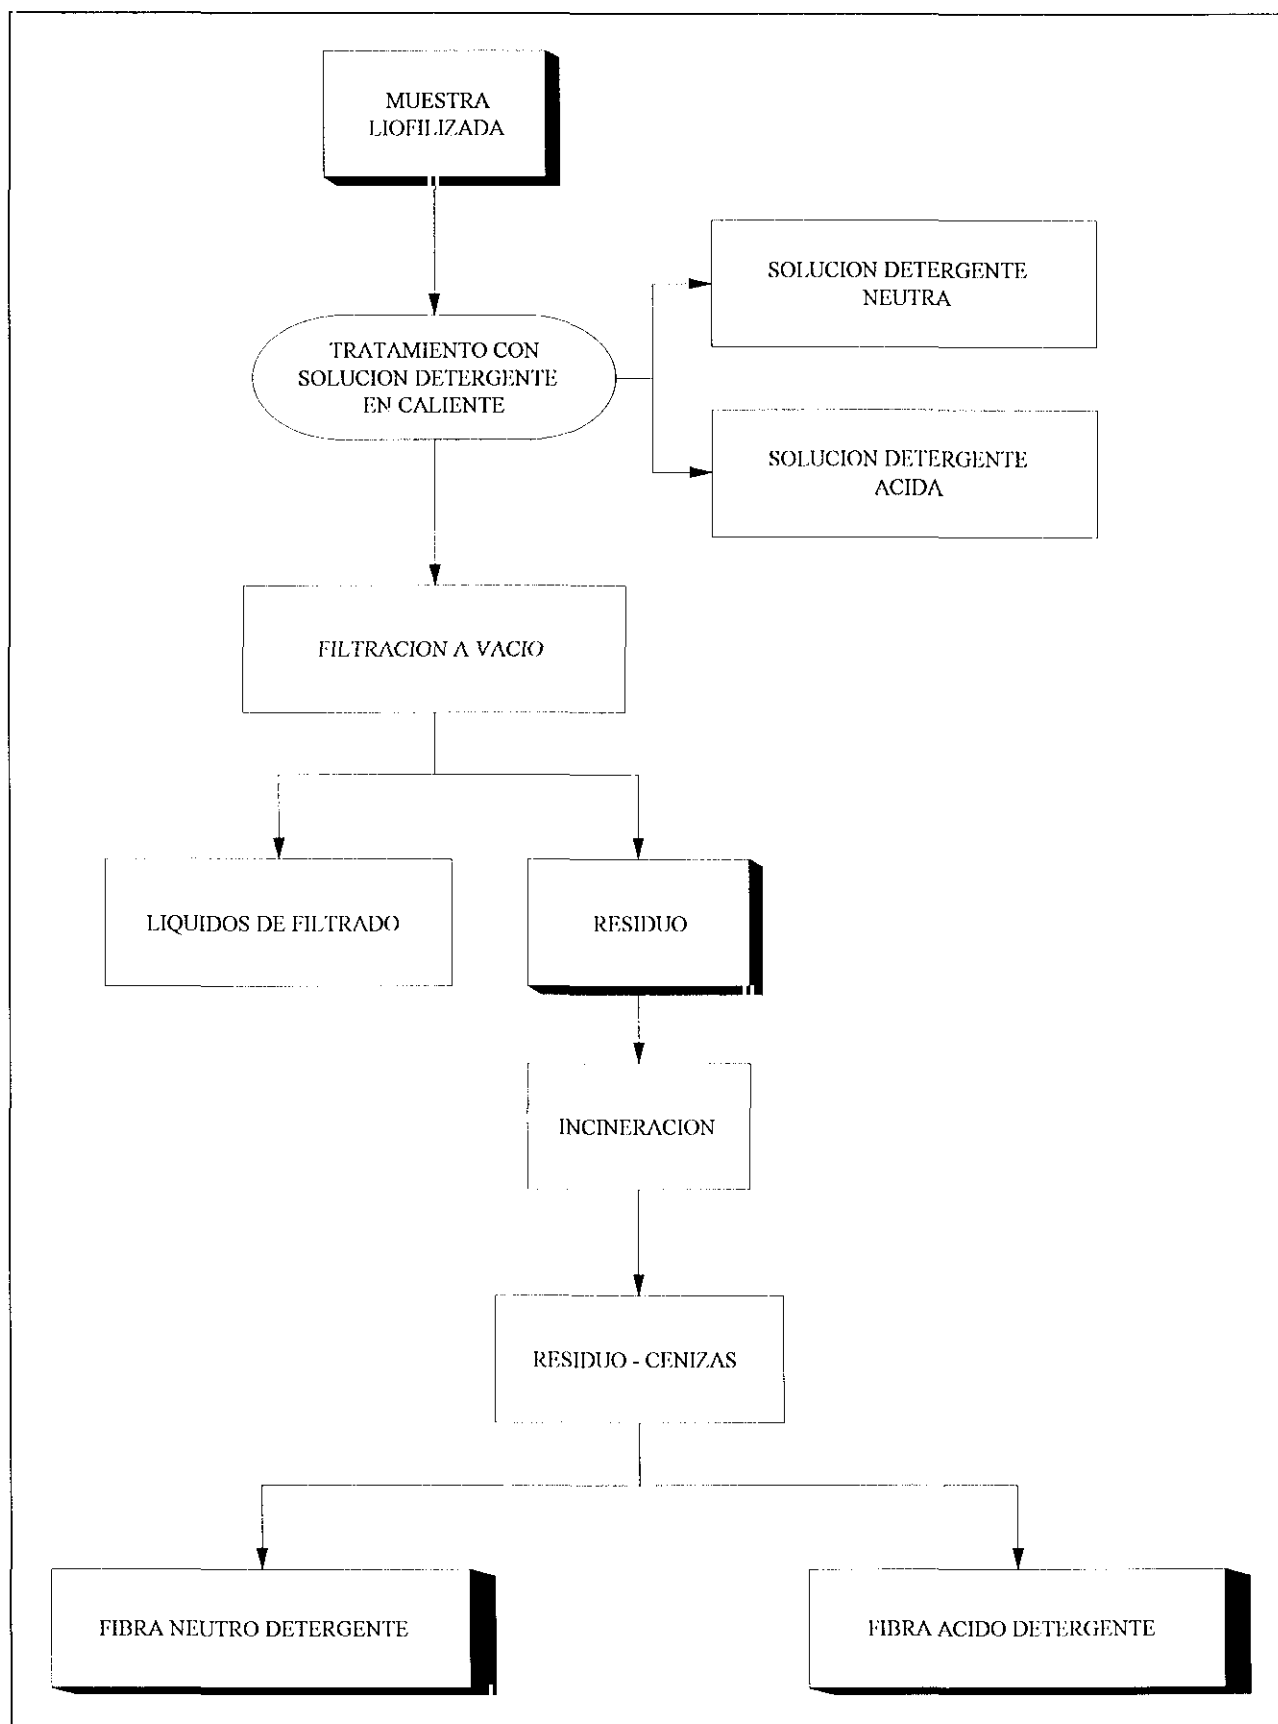 MUESTRA
LIOFILIZADA
SOLUCION DETERGENTE
NEUTRA
TRATAMIENTO CON
SOLUCION DETERGENTE
EN CALIENTE
SOLUCION DETERGENTE
ACIDA
FILTRACION A VACIO
LIQUIDOS DE FILTRADO
RESIDUO
INCINERACION
RESIDUO - CENIZAS
FIBRA NEUTRO DETERGENTE
FIBRA ACIDO DETERGENTE